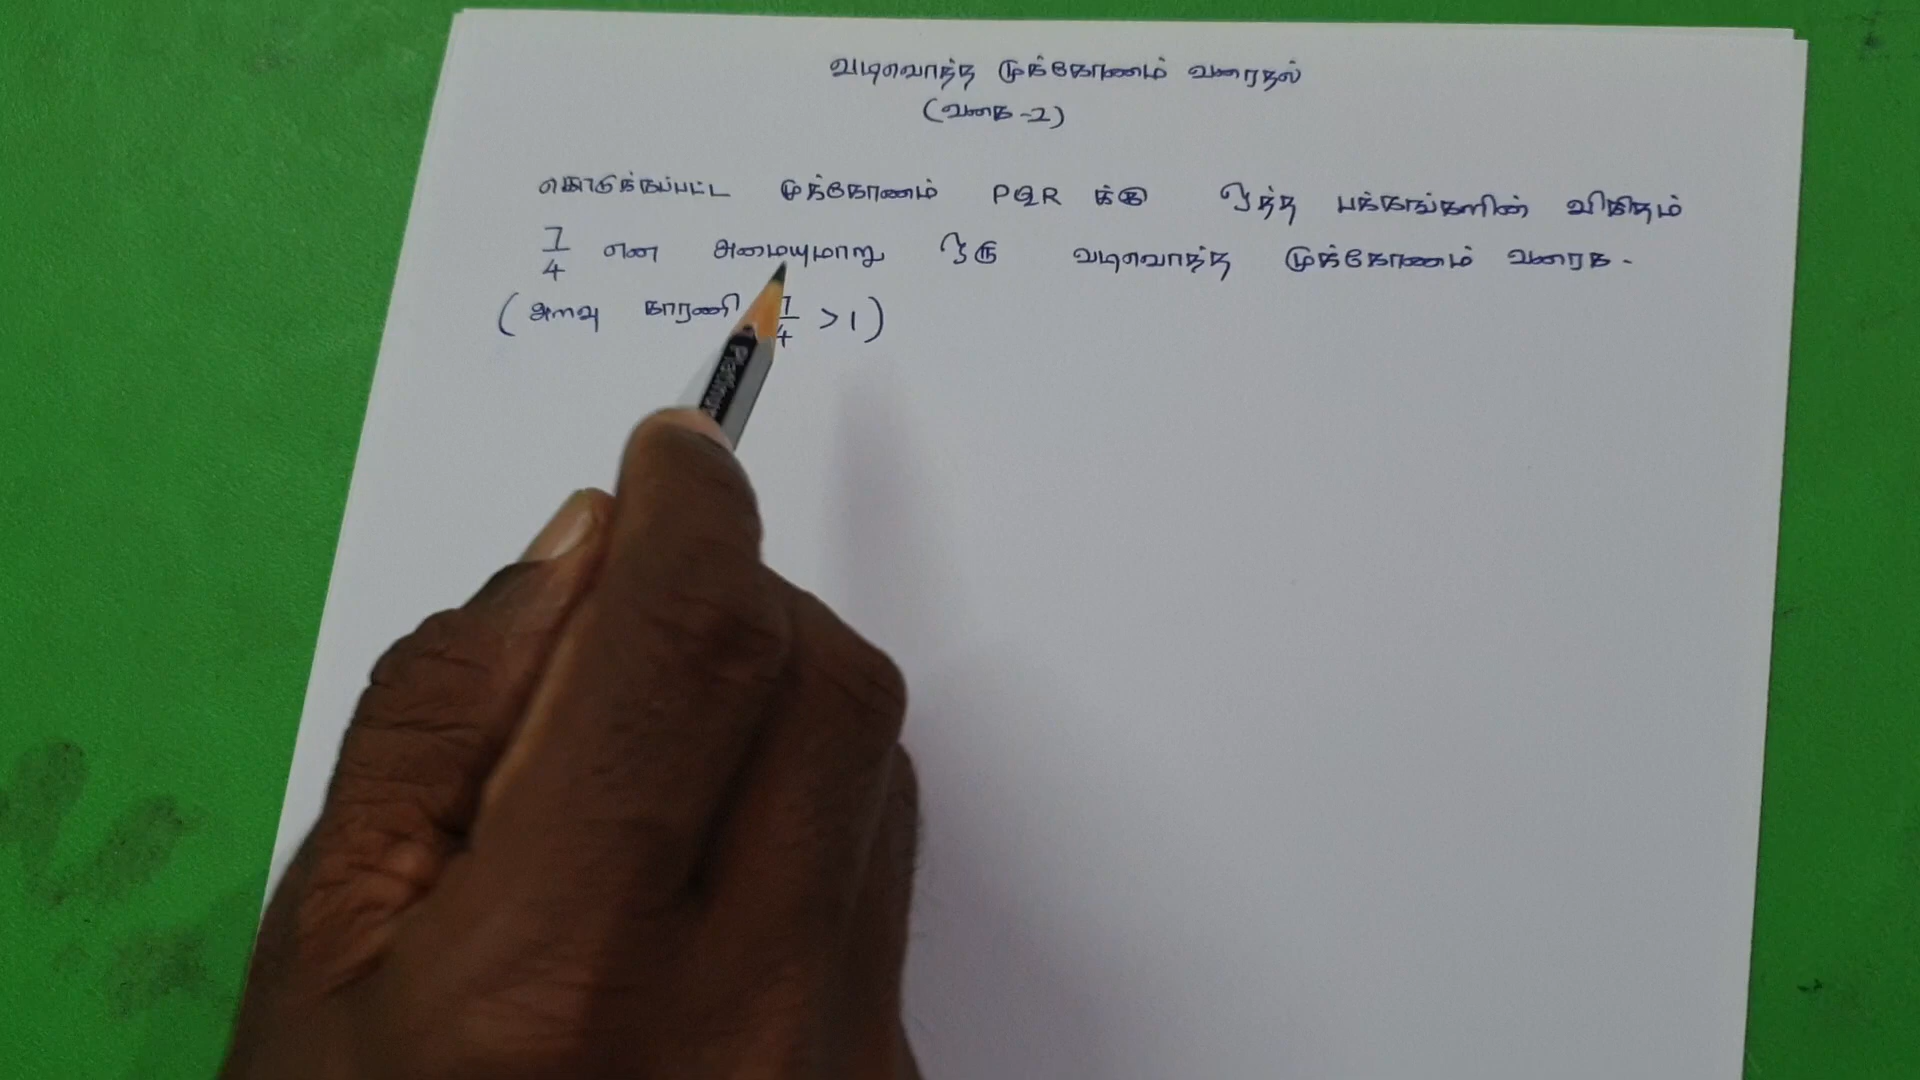 வடிவொத்த முக்கோணம் வரைதல்
(வகை -2)
கொடுக்கப்பட்ட முக்கோணம் PQR க்கு ஒத்த பக்கங்களின் விகிதம்
7/4 என அமையுமாறு ஒரு வடிவொத்த முக்கோணம் வரைக.
(அளவு காரணி 7/4 > 1)